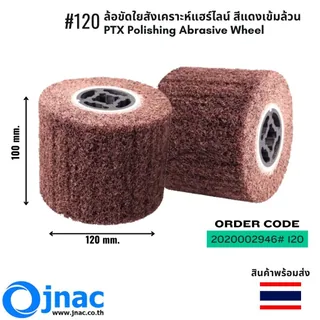 #120 ล้อขัดใยสังเคราะห์แฮร์ไลน์ สีแดงเข้มล้วน
PTX Polishing Abrasive Wheel
100 mm.
120 mm.
ORDER CODE
2020002946# 120
สินค้าพร้อมส่ง
jnac
www.jnac.co.th